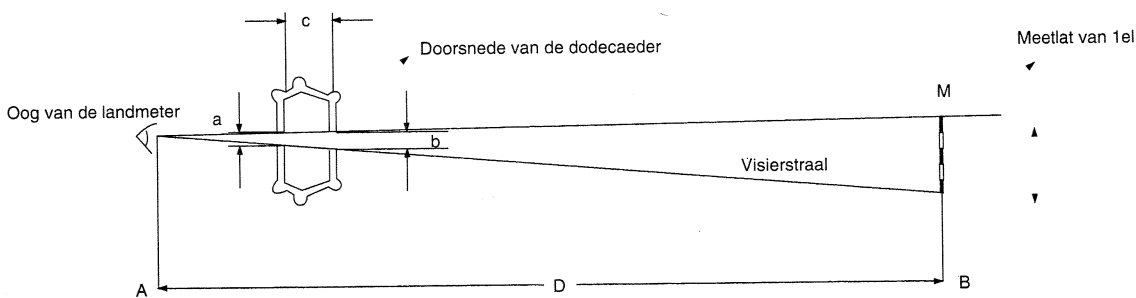 c
Doorsnede van de dodecaeder
Meetlat van 1el
Oog van de landmeter
a
M
b
Visierstraal
A
D
B